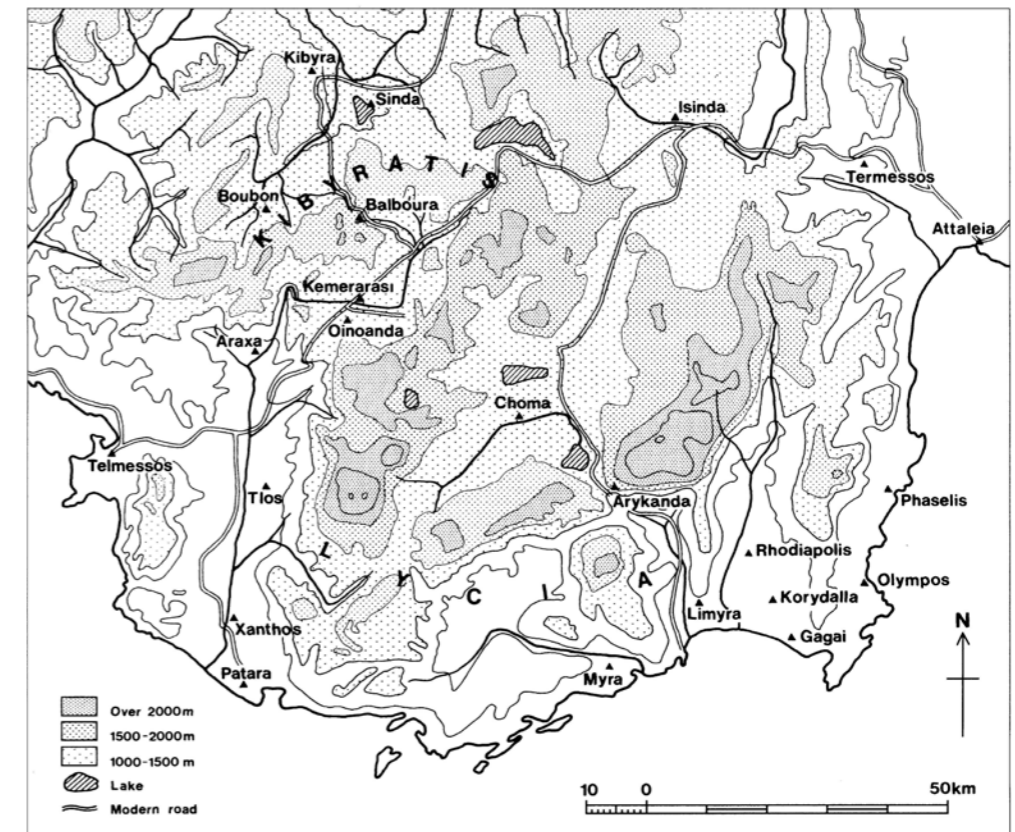 Kibyra
Sinda
Isinda
KIBYRATIS
Termessos
Boubon
Balboura
Attaleia
Kemerarası
Oinoanda
Araxa
Choma
Telmessos
Tlos
Arykanda
Phaselis
Rhodiapolis
LYCIA
Olympos
Korydalla
Limyra
Xanthos
Gagai
N
Myra
Patara
Over 2000m
1500-2000m
1000-1500 m
Lake
Modern road
10 0 50km